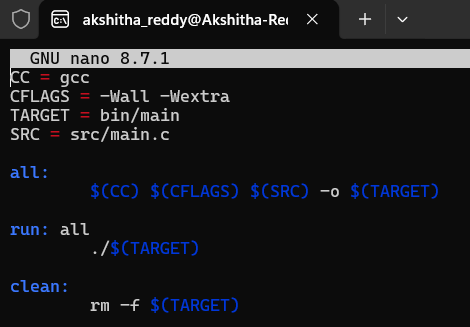 akshitha_reddy@Akshitha-Re
GNU nano 8.7.1
CC = gcc
CFLAGS = -Wall -Wextra
TARGET = bin/main
SRC = src/main.c
all:
        $(CC) $(CFLAGS) $(SRC) -o $(TARGET)
run: all
        ./$(TARGET)
clean:
        rm -f $(TARGET)